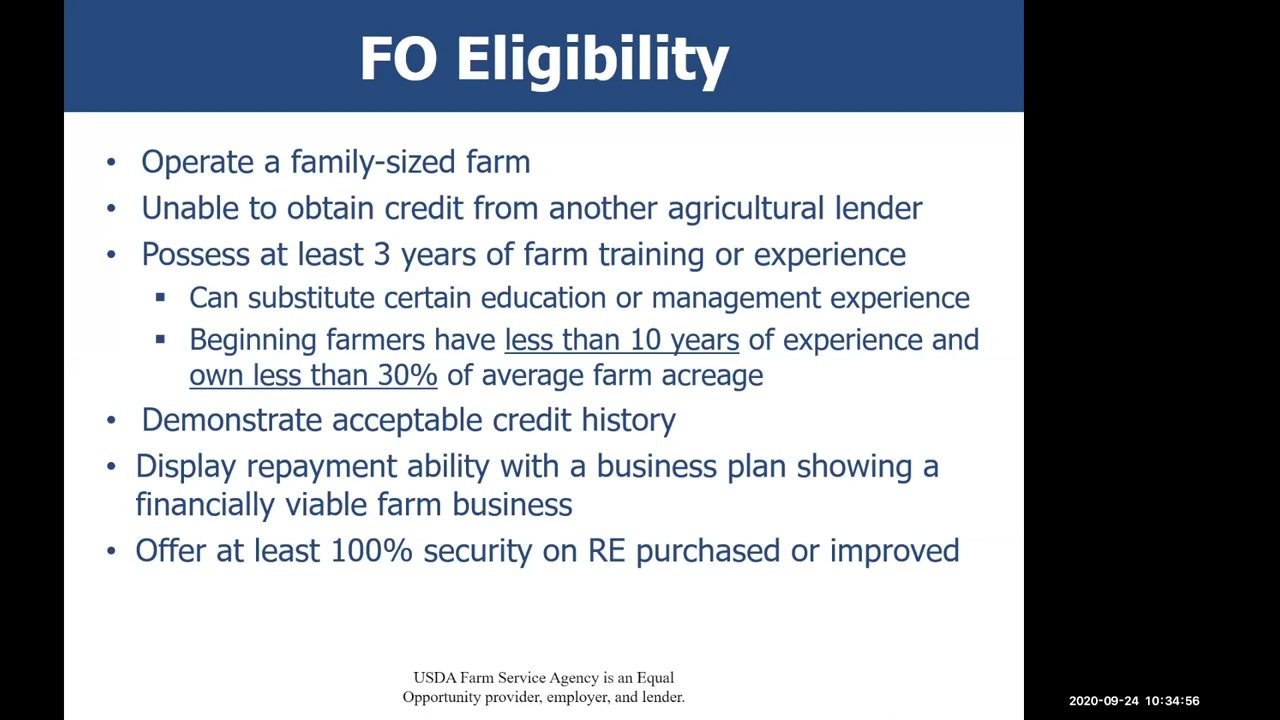 FO Eligibility
• Operate a family-sized farm
• Unable to obtain credit from another agricultural lender
• Possess at least 3 years of farm training or experience
▪ Can substitute certain education or management experience
▪ Beginning farmers have less than 10 years of experience and
own less than 30% of average farm acreage
• Demonstrate acceptable credit history
• Display repayment ability with a business plan showing a
financially viable farm business
• Offer at least 100% security on RE purchased or improved
USDA Farm Service Agency is an Equal
Opportunity provider, employer, and lender.
2020-09-24 10:34:56